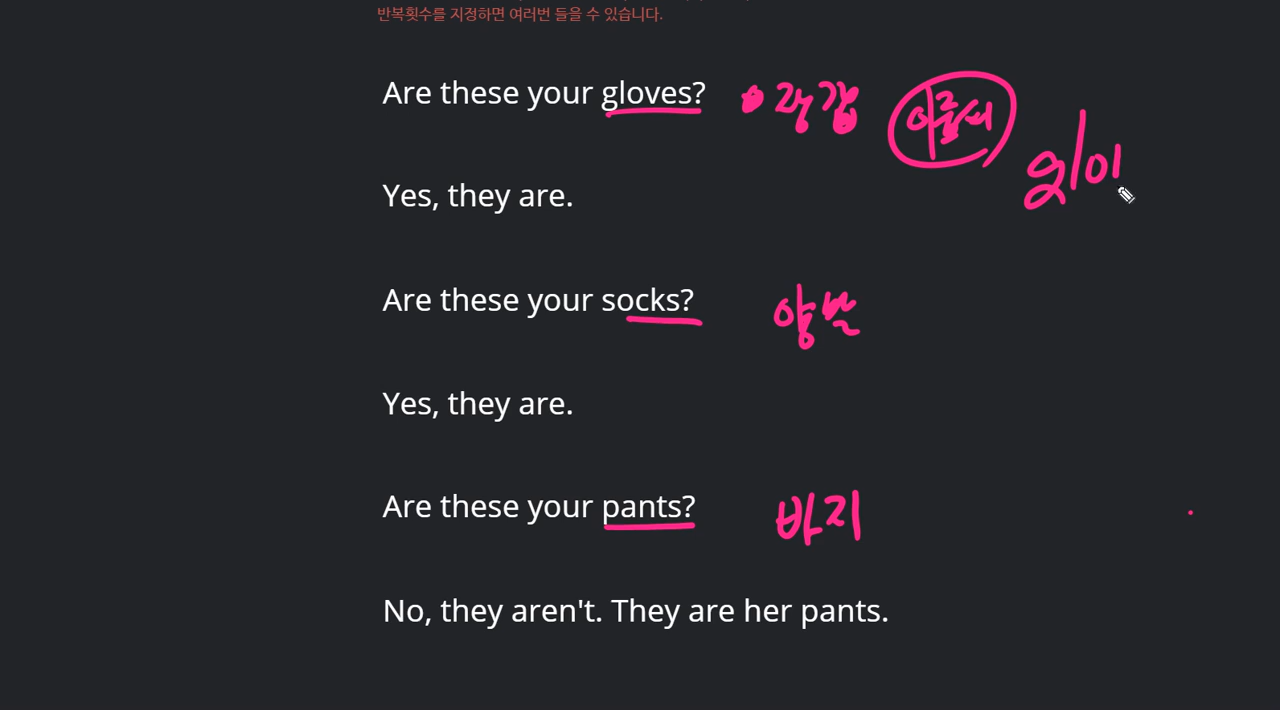 반복횟수를 지정하면 여러번 들을 수 있습니다.
Are these your gloves? 장갑
Yes, they are.
Are these your socks? 양말
Yes, they are.
Are these your pants? 바지
No, they aren't. They are her pants.